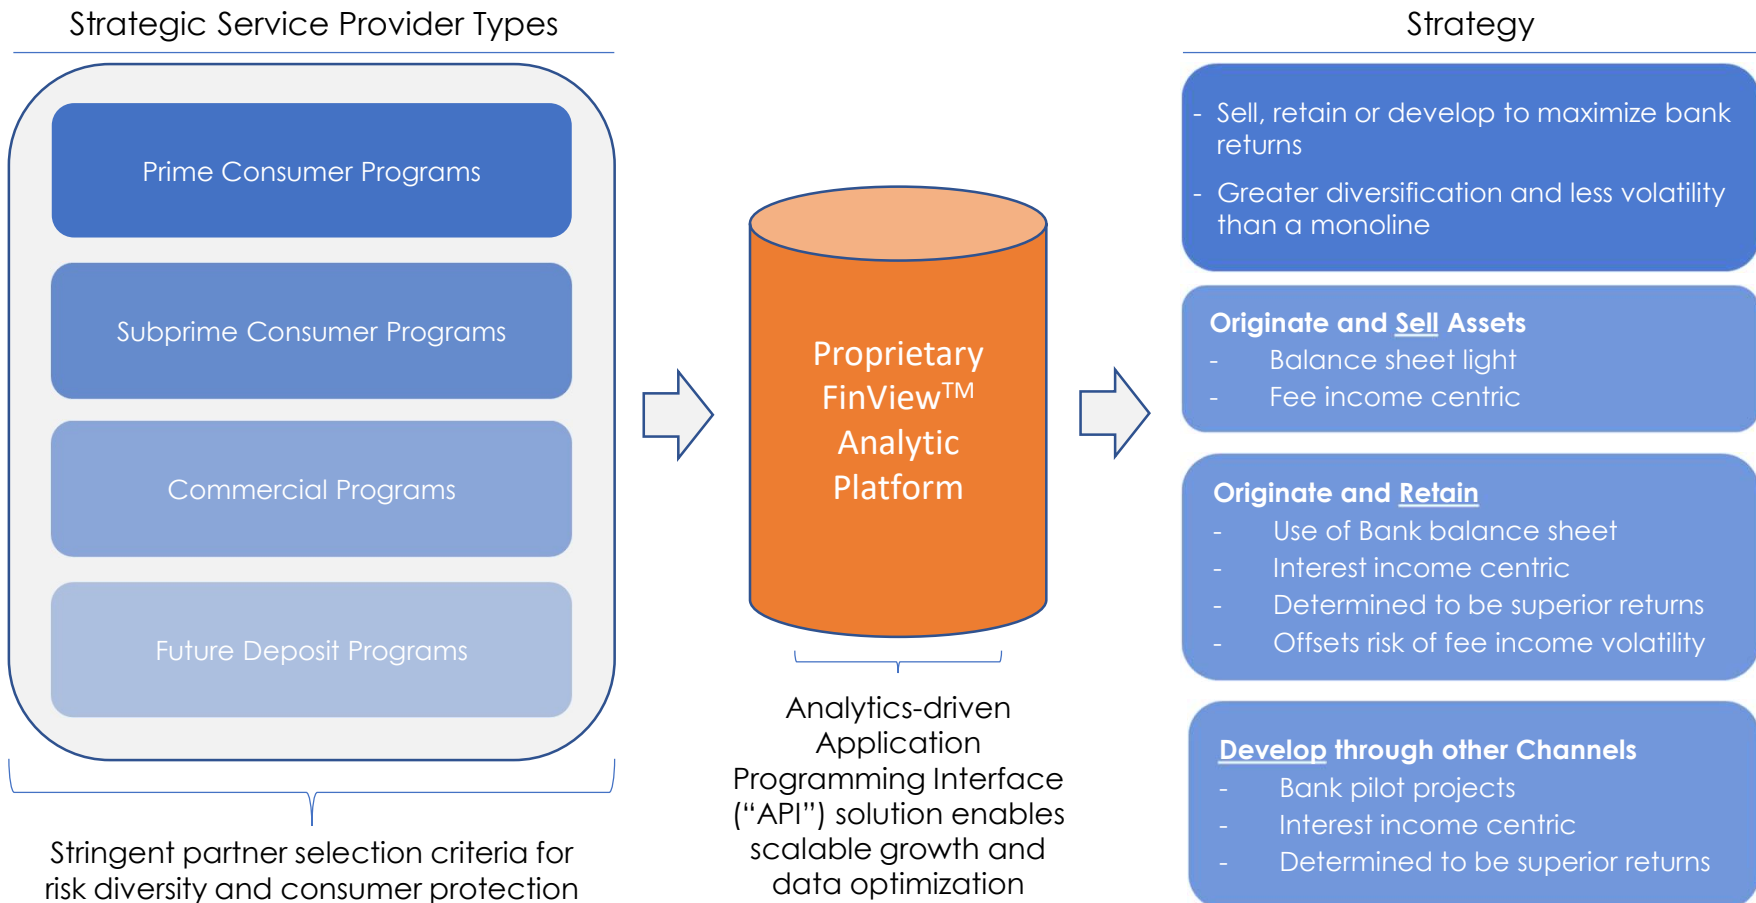 Strategic Service Provider Types
Prime Consumer Programs
Subprime Consumer Programs
Commercial Programs
Future Deposit Programs
Stringent partner selection criteria for
risk diversity and consumer protection
Proprietary
FinView™
Analytic
Platform
Analytics-driven
Application
Programming Interface
(“API”) solution enables
scalable growth and
data optimization
Strategy
- Sell, retain or develop to maximize bank
returns
- Greater diversification and less volatility
than a monoline
Originate and Sell Assets
- Balance sheet light
- Fee income centric
Originate and Retain
- Use of Bank balance sheet
- Interest income centric
- Determined to be superior returns
- Offsets risk of fee income volatility
Develop through other Channels
- Bank pilot projects
- Interest income centric
- Determined to be superior returns